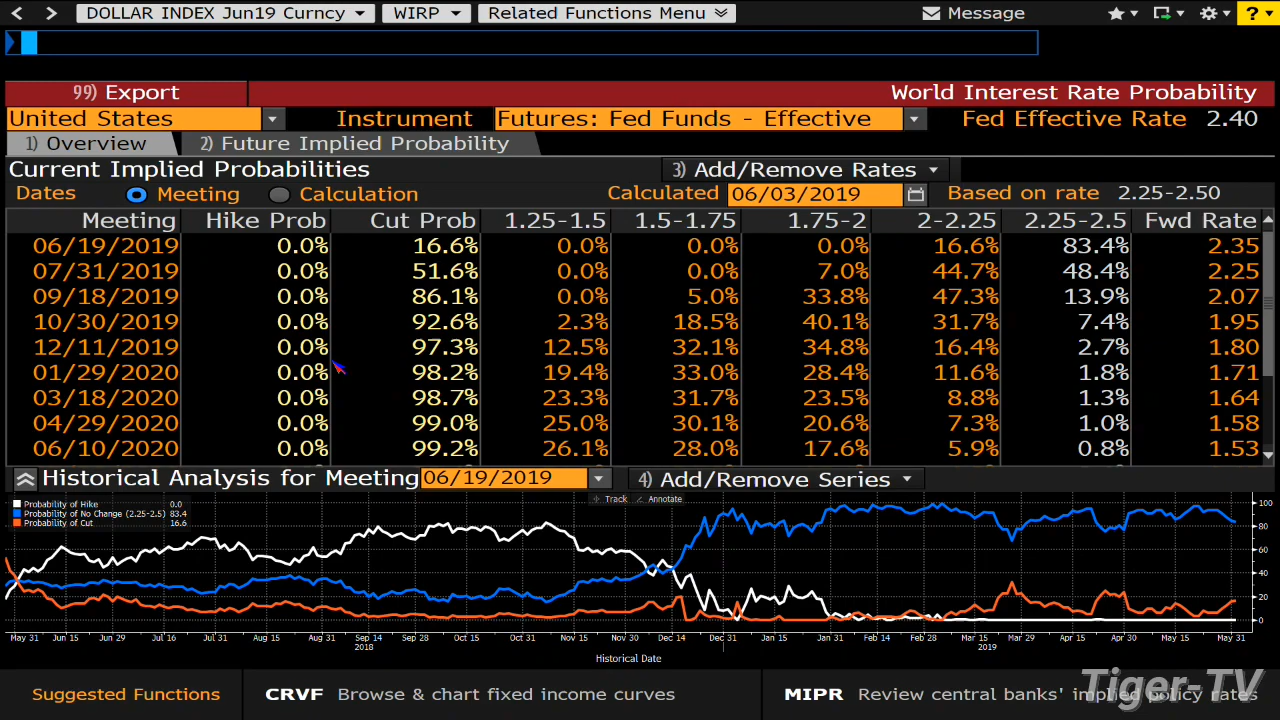 DOLLAR INDEX Jun19 Curncy WIRP Related Functions Menu Message ?
99) Export World Interest Rate Probability
United States Instrument Futures: Fed Funds - Effective Fed Effective Rate 2.40
1) Overview 2) Future Implied Probability
Current Implied Probabilities 3) Add/Remove Rates
Dates Meeting Calculation Calculated 06/03/2019 Based on rate 2.25-2.50
Meeting Hike Prob Cut Prob 1.25-1.5 1.5-1.75 1.75-2 2-2.25 2.25-2.5 Fwd Rate
06/19/2019 0.0% 16.6% 0.0% 0.0% 0.0% 16.6% 83.4% 2.35
07/31/2019 0.0% 51.6% 0.0% 0.0% 7.0% 44.7% 48.4% 2.25
09/18/2019 0.0% 86.1% 0.0% 5.0% 33.8% 47.3% 13.9% 2.07
10/30/2019 0.0% 92.6% 2.3% 18.5% 40.1% 31.7% 7.4% 1.95
12/11/2019 0.0% 97.3% 12.5% 32.1% 34.8% 16.4% 2.7% 1.80
01/29/2020 0.0% 98.2% 19.4% 33.0% 28.4% 11.6% 1.8% 1.71
03/18/2020 0.0% 98.7% 23.3% 31.7% 23.5% 8.8% 1.3% 1.64
04/29/2020 0.0% 99.0% 25.0% 30.1% 20.6% 7.3% 1.0% 1.58
06/10/2020 0.0% 99.2% 26.1% 28.0% 17.6% 5.9% 0.8% 1.53
Historical Analysis for Meeting 06/19/2019 4) Add/Remove Series
Track Annotate
Probability of Hike 0.0
Probability of No Change (2.25-2.5) 83.4
Probability of Cut 16.6
100
80
60
40
20
0
May 31 Jun 15 Jun 29 Jul 16 Jul 31 Aug 15 Aug 31 Sep 14 Sep 28 Oct 15 Oct 31 Nov 15 Nov 30 Dec 14 Dec 31 Jan 15 Jan 31 Feb 14 Feb 28 Mar 15 Mar 29 Apr 15 Apr 30 May 15 May 31
2018 2019
Historical Date
Suggested Functions CRVF Browse & chart fixed income curves MIPR Review central banks' implied policy rates
Tiger-TV